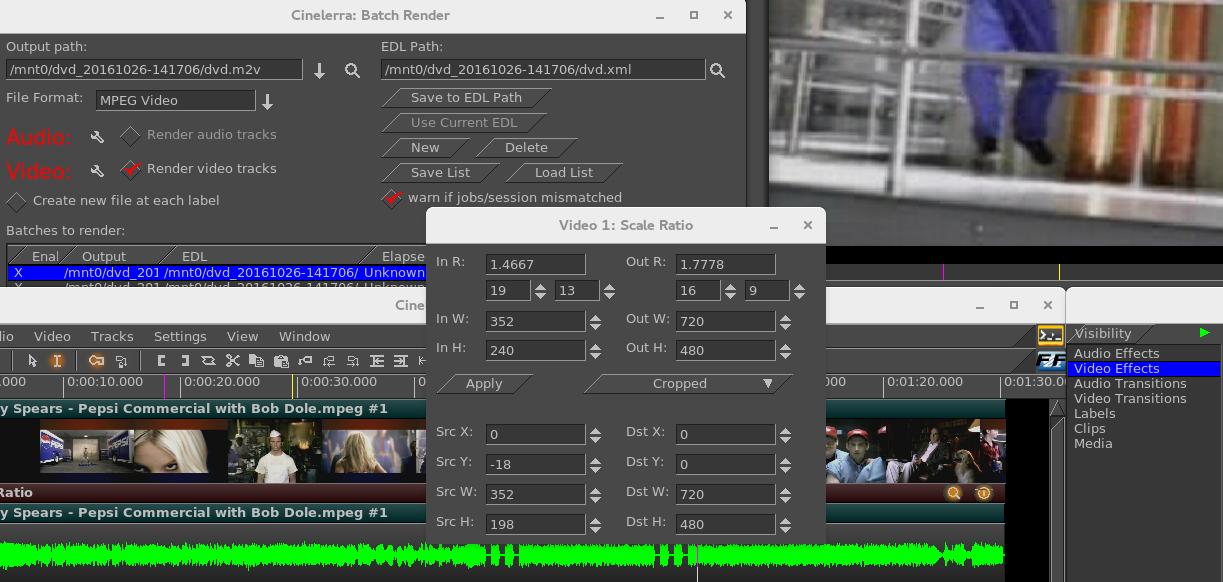 Cinelerra: Batch Render
Output path:
/mnt0/dvd_20161026-141706/dvd.m2v
EDL Path:
/mnt0/dvd_20161026-141706/dvd.xml
File Format:
MPEG Video
Save to EDL Path
Use Current EDL
Audio:
Render audio tracks
New
Delete
Video:
Render video tracks
Save List
Load List
Create new file at each label
warn if jobs/session mismatched
Batches to render:
Enal
Output
EDL
Elapse
X
/mnt0/dvd_201
/mnt0/dvd_20161026-141706/
Unknown
Video 1: Scale Ratio
In R:
1.4667
Out R:
1.7778
19
13
16
9
In W:
352
Out W:
720
In H:
240
Out H:
480
Apply
Cropped
Src X:
0
Dst X:
0
Src Y:
-18
Dst Y:
0
Src W:
352
Dst W:
720
Src H:
198
Dst H:
480
Cine
dio
Video
Tracks
Settings
View
Window
.000
0:00:10.000
0:00:20.000
0:00:30.000
0
000
0:01:20.000
0:01:30.0
y Spears - Pepsi Commercial with Bob Dole.mpeg #1
Ratio
y Spears - Pepsi Commercial with Bob Dole.mpeg #1
Visibility
Audio Effects
Video Effects
Audio Transitions
Video Transitions
Labels
Clips
Media